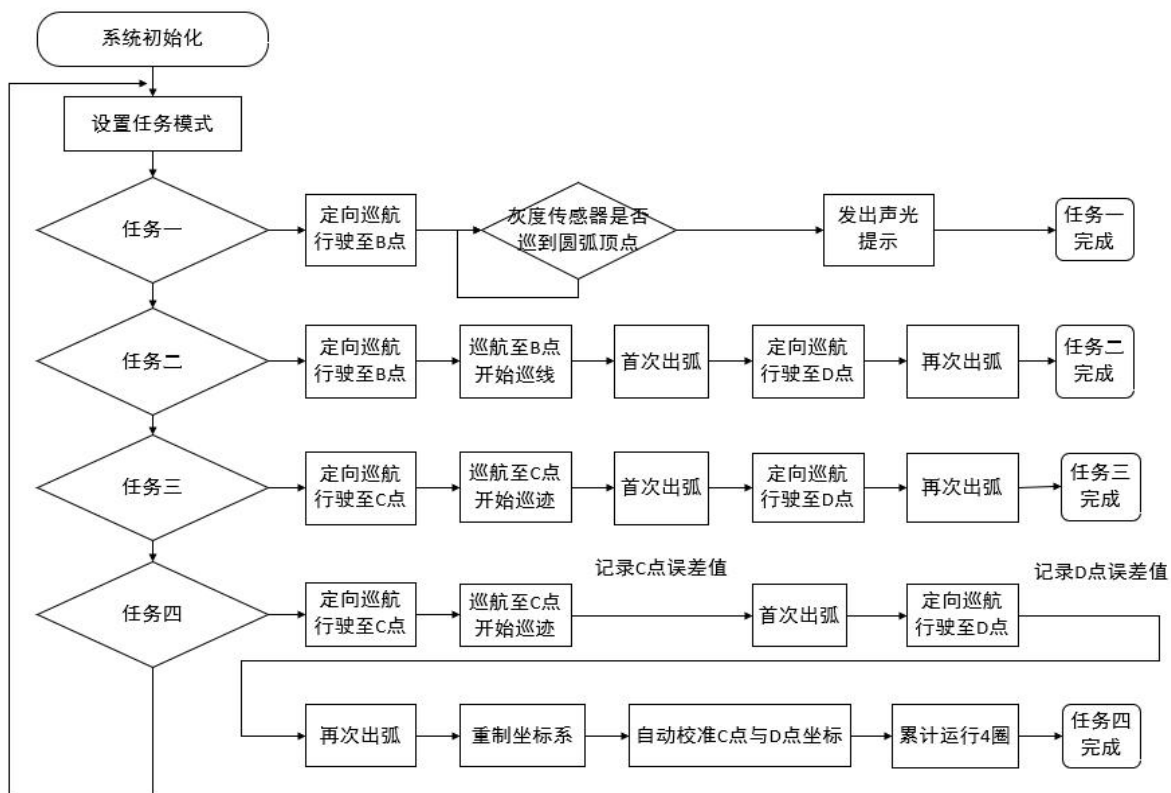 系统初始化
设置任务模式
任务一
定向巡航
行驶至B点
灰度传感器是否
巡到圆弧顶点
发出声光
提示
任务一
完成
任务二
定向巡航
行驶至B点
巡航至B点
开始巡线
首次出弧
定向巡航
行驶至D点
再次出弧
任务二
完成
任务三
定向巡航
行驶至C点
巡航至C点
开始巡迹
首次出弧
定向巡航
行驶至D点
再次出弧
任务三
完成
任务四
定向巡航
行驶至C点
巡航至C点
开始巡迹
记录C点误差值
首次出弧
定向巡航
行驶至D点
记录D点误差值
再次出弧
重制坐标系
自动校准C点与D点坐标
累计运行4圈
任务四
完成